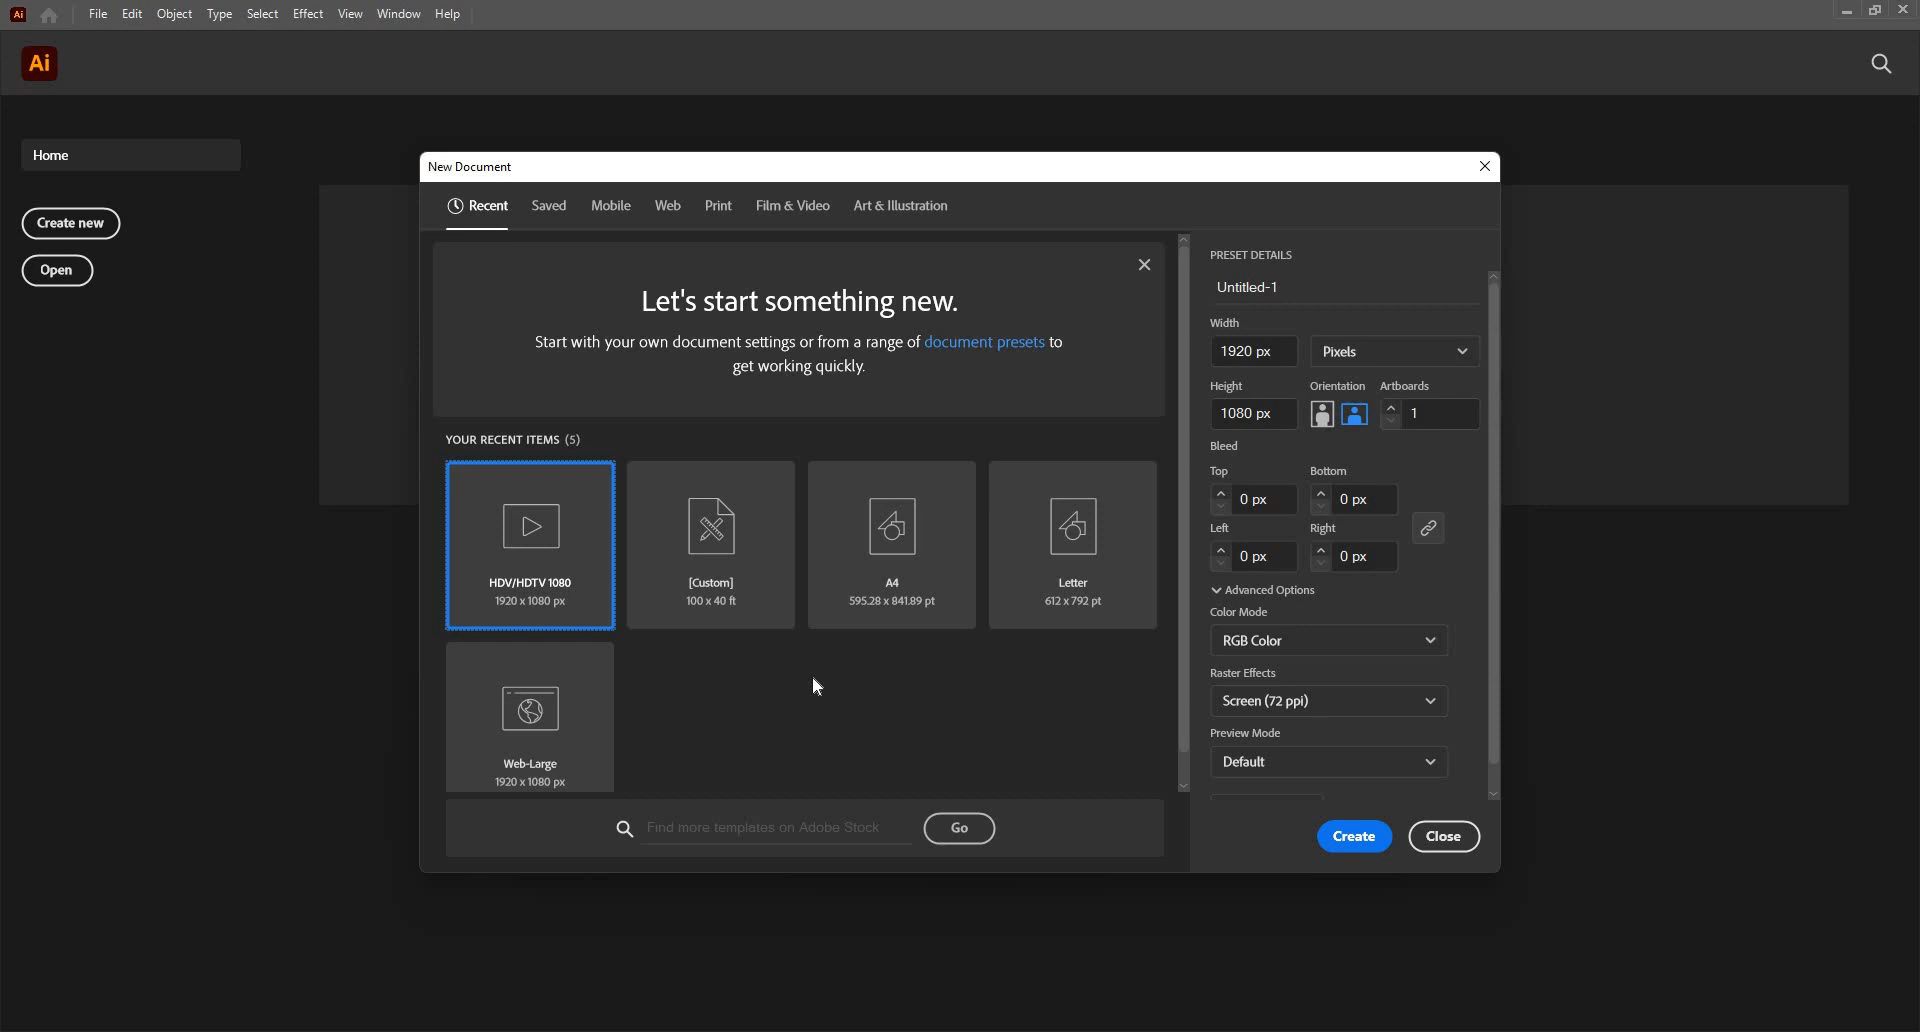 Ai File Edit Object Type Select Effect View Window Help
Ai
Home
Create new
Open
New Document
Recent Saved Mobile Web Print Film & Video Art & Illustration
Let's start something new.
Start with your own document settings or from a range of document presets to
get working quickly.
YOUR RECENT ITEMS (5)
HDV/HDTV 1080
1920 x 1080 px
[Custom]
100 x 40 ft
A4
595.28 x 841.89 pt
Letter
612 x 792 pt
Web-Large
1920 x 1080 px
Find more templates on Adobe Stock
Go
PRESET DETAILS
Untitled-1
Width
1920 px Pixels
Height Orientation Artboards
1080 px 1
Bleed
Top Bottom
0 px 0 px
Left Right
0 px 0 px
Advanced Options
Color Mode
RGB Color
Raster Effects
Screen (72 ppi)
Preview Mode
Default
Create Close